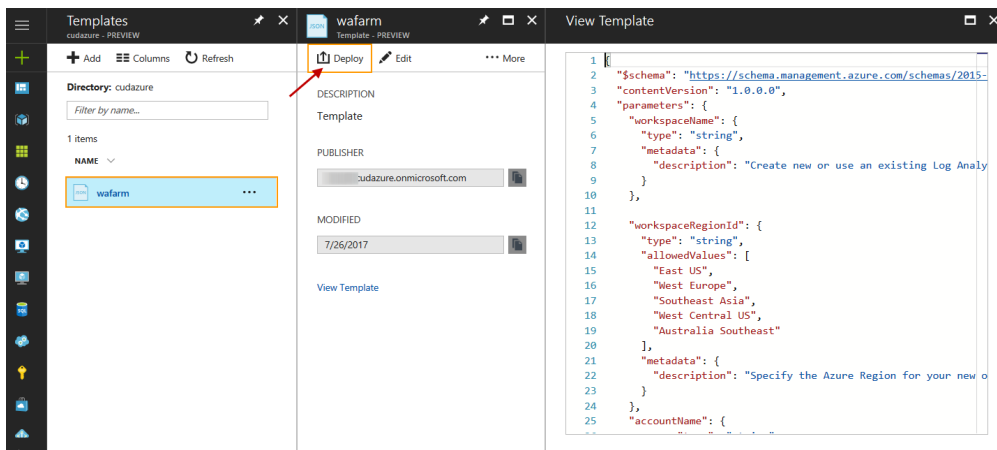 Templates
cudazure - PREVIEW
Add Columns Refresh
Directory: cudazure
Filter by name...
1 items
NAME
JSON wafarm ...
JSON
wafarm
Template - PREVIEW
Deploy Edit ... More
DESCRIPTION
Template
PUBLISHER
cudazure.onmicrosoft.com
MODIFIED
7/26/2017
View Template
View Template
1 {
2 "$schema": "https://schema.management.azure.com/schemas/2015-
3 "contentVersion": "1.0.0.0",
4 "parameters": {
5 "workspaceName": {
6 "type": "string",
7 "metadata": {
8 "description": "Create new or use an existing Log Analy
9 }
10 },
11
12 "workspaceRegionId": {
13 "type": "string",
14 "allowedValues": [
15 "East US",
16 "West Europe",
17 "Southeast Asia",
18 "West Central US",
19 "Australia Southeast"
20 ],
21 "metadata": {
22 "description": "Specify the Azure Region for your new o
23 }
24 },
25 "accountName": {
SQL